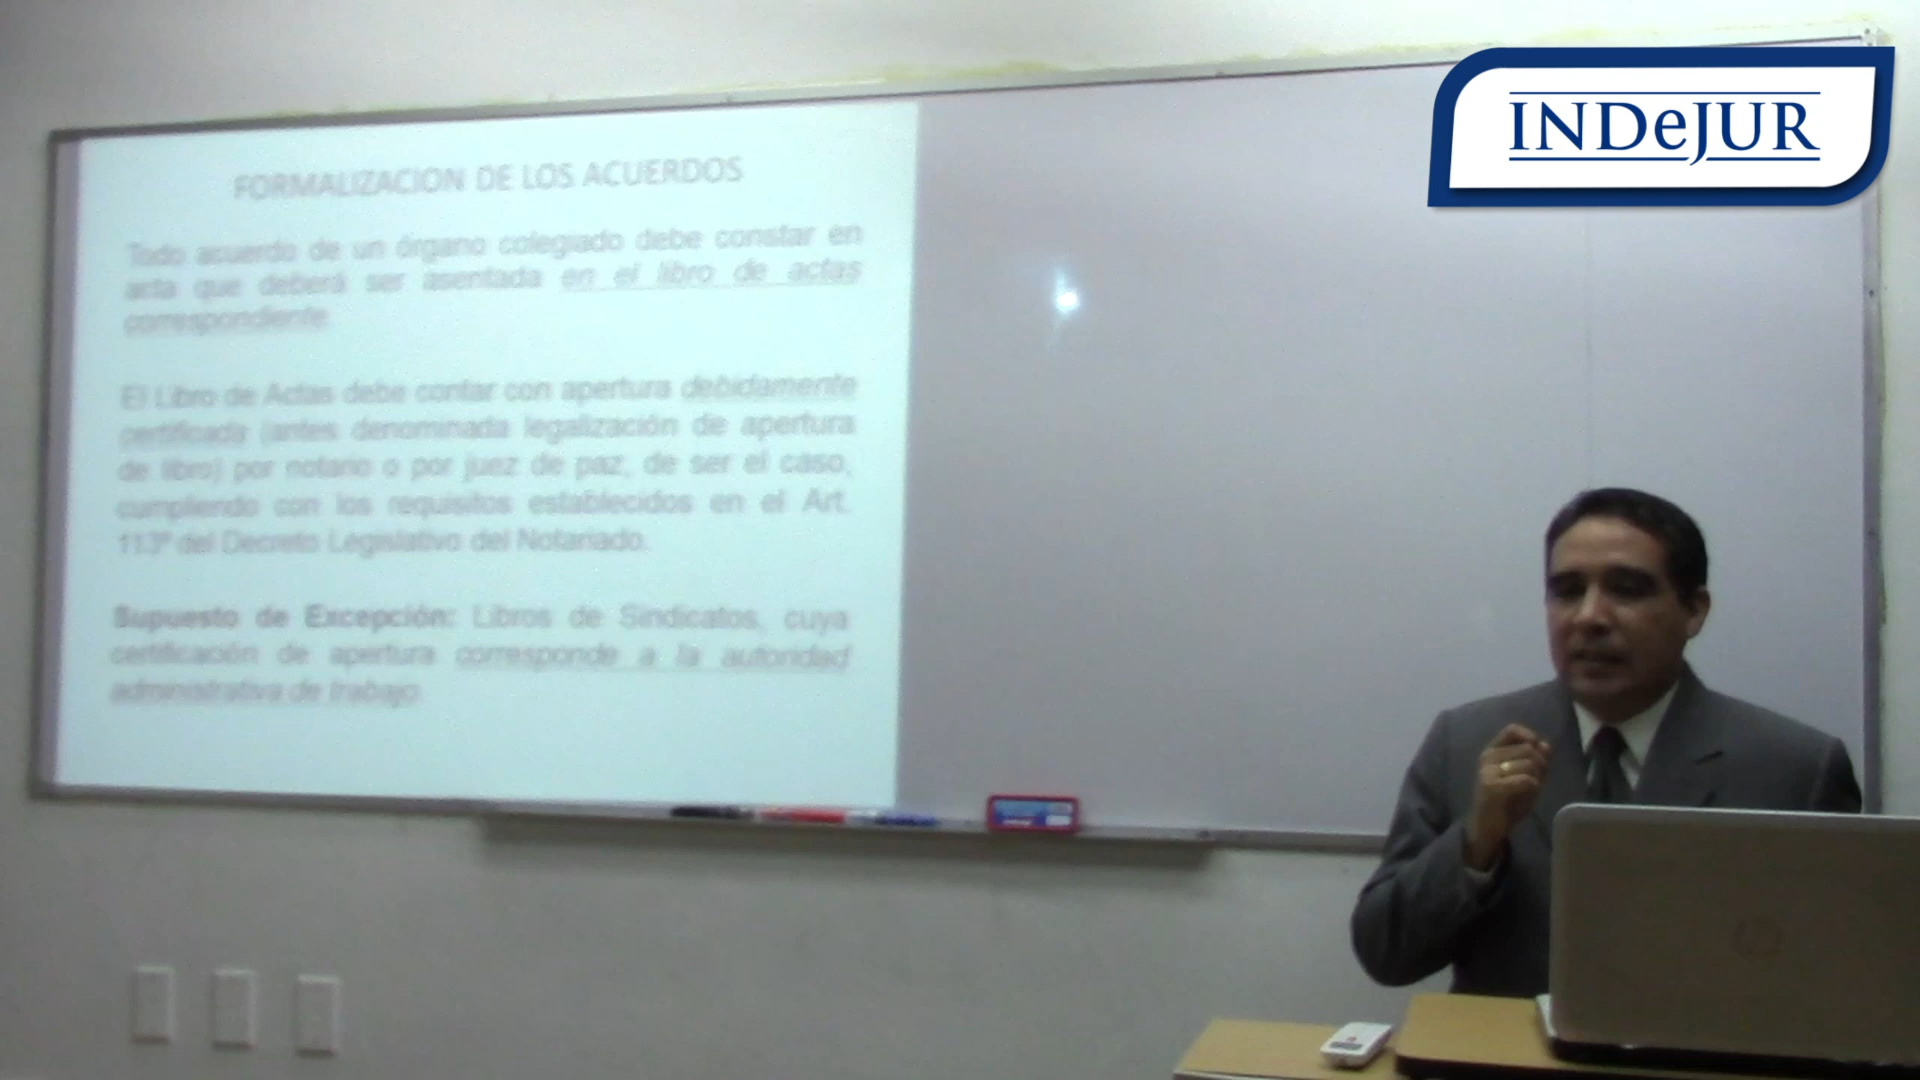 INDeJUR
FORMALIZACION DE LOS ACUERDOS
Todo acuerdo de un órgano colegiado debe constar en
acta que deberá ser asentada en el libro de actas
correspondiente.
El Libro de Actas debe contar con apertura debidamente
certificada (antes denominada legalización de apertura
de libro) por notario o por juez de paz, de ser el caso,
cumpliendo con los requisitos establecidos en el Art.
113º del Decreto Legislativo del Notariado.
Supuesto de Excepción: Libros de Sindicatos, cuya
certificación de apertura corresponde a la autoridad
administrativa de trabajo.
hp